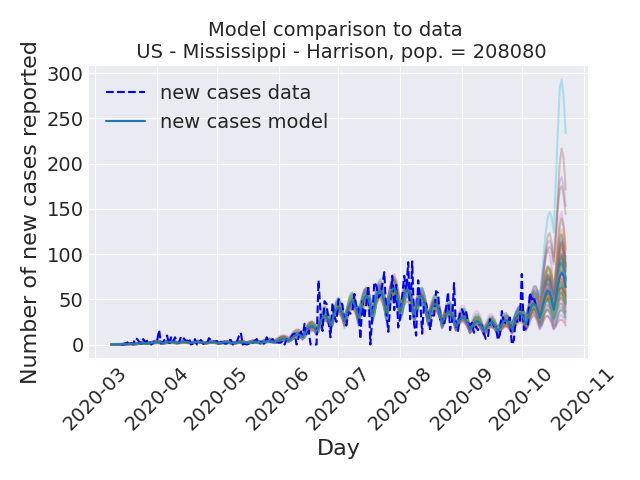 Model comparison to data
US - Mississippi - Harrison, pop. = 208080
new cases data
new cases model
Number of new cases reported
300
250
200
150
100
50
0
2020-03
2020-04
2020-05
2020-06
2020-07
2020-08
2020-09
2020-10
2020-11
Day